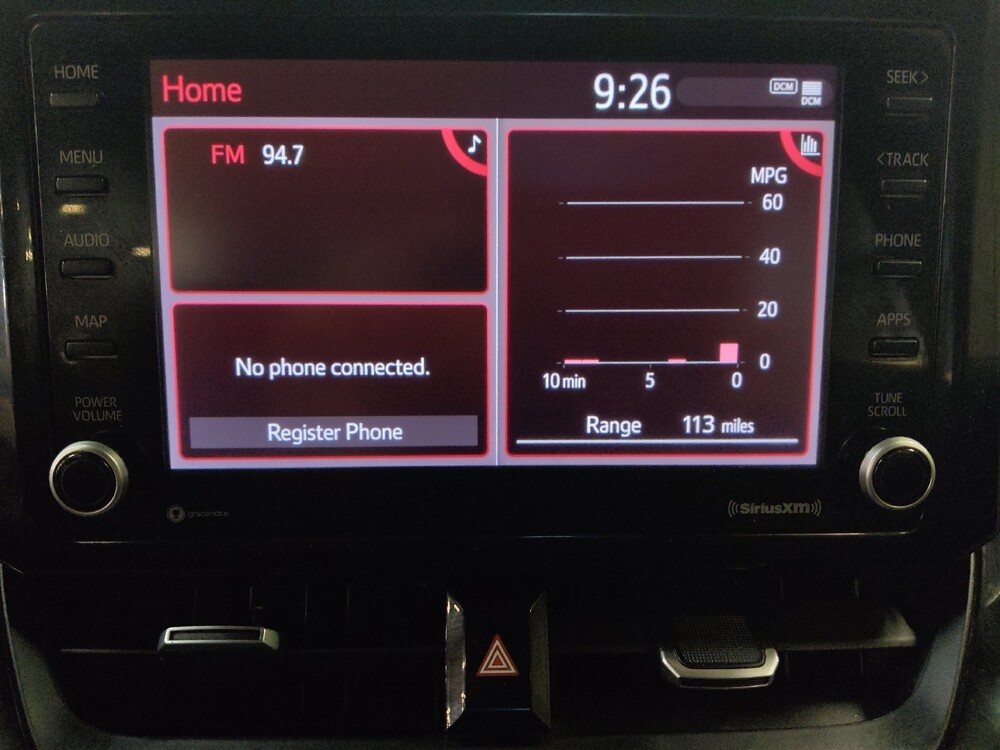 HOME
MENU
AUDIO
MAP
POWER
VOLUME
Home
9:26
DCM
DCM
FM 94.7
No phone connected.
Register Phone
MPG
60
40
20
0
10 min 5 0
Range 113 miles
SEEK>
<TRACK
PHONE
APPS
TUNE
SCROLL
gracenote
((SiriusXM))